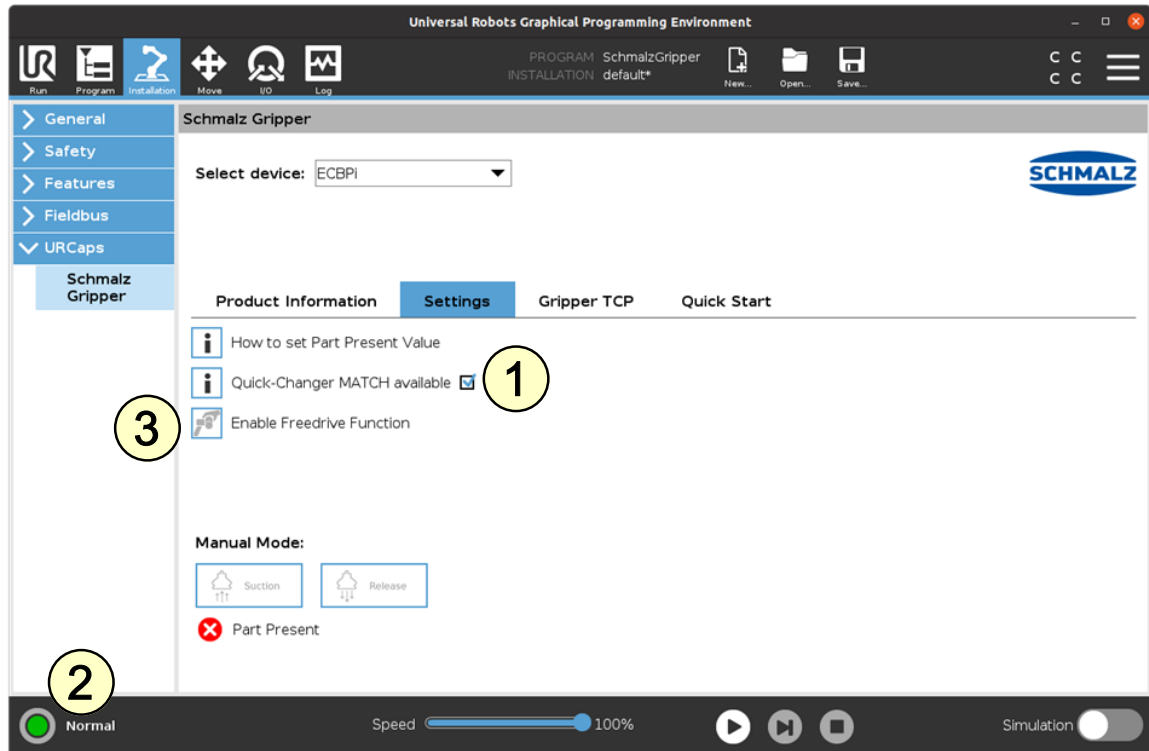 Universal Robots Graphical Programming Environment
Run
Program
Installation
Move
I/O
Log
PROGRAM SchmalzGripper
INSTALLATION default*
New...
Open...
Save...
C C
C C
General
Safety
Features
Fieldbus
URCaps
Schmalz
Gripper
Schmalz Gripper
Select device: ECBPi
SCHMALZ
Product Information Settings Gripper TCP Quick Start
i How to set Part Present Value
i Quick-Changer MATCH available 1
3 Enable Freedrive Function
Manual Mode:
Suction Release
Part Present
2
Normal
Speed 100%
Simulation